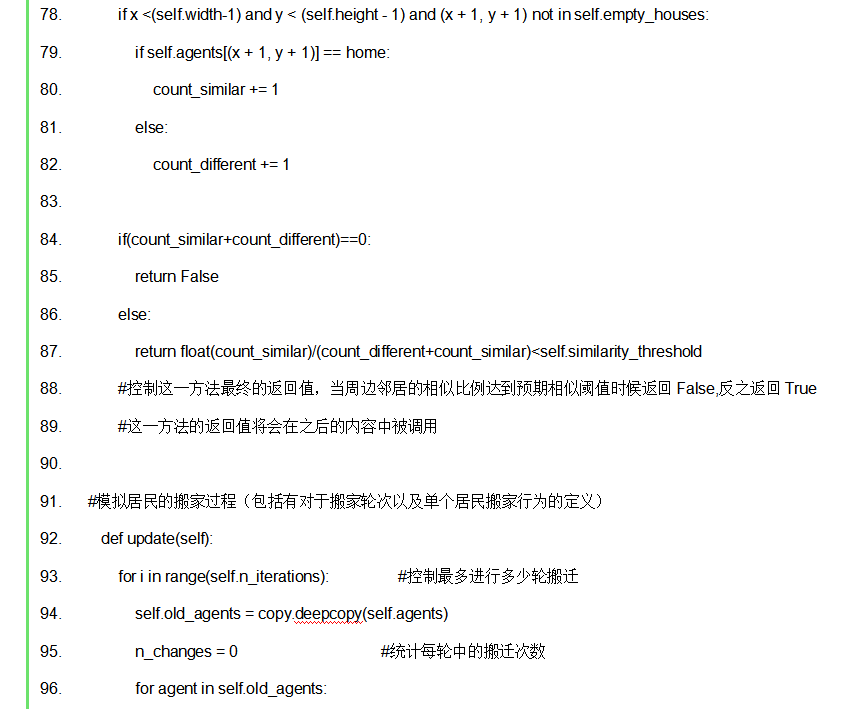 78. if x <(self.width-1) and y < (self.height - 1) and (x + 1, y + 1) not in self.empty_houses:
79. if self.agents[(x + 1, y + 1)] == home:
80. count_similar += 1
81. else:
82. count_different += 1
83.
84. if(count_similar+count_different)==0:
85. return False
86. else:
87. return float(count_similar)/(count_different+count_similar)<self.similarity_threshold
88. #控制这一方法最终的返回值，当周边邻居的相似比例达到预期相似阈值时候返回 False,反之返回 True
89. #这一方法的返回值将会在之后的内容中被调用
90.
91. #模拟居民的搬家过程（包括有对于搬家轮次以及单个居民搬家行为的定义）
92. def update(self):
93. for i in range(self.n_iterations): #控制最多进行多少轮搬迁
94. self.old_agents = copy.deepcopy(self.agents)
95. n_changes = 0 #统计每轮中的搬迁次数
96. for agent in self.old_agents: